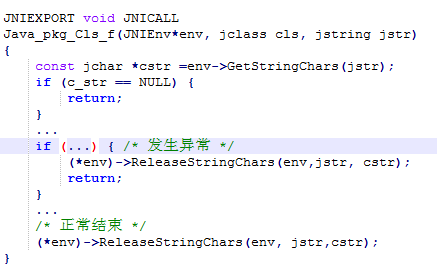 JNIEXPORT void JNICALL
Java_pkg_Cls_f(JNIEnv*env, jclass cls, jstring jstr)
{
const jchar *cstr =env->GetStringChars(jstr);
if (c_str == NULL) {
return;
}
...
if (...) { /* 发生异常 */
(*env)->ReleaseStringChars(env,jstr, cstr);
return;
}
...
/* 正常结束 */
(*env)->ReleaseStringChars(env, jstr,cstr);
}